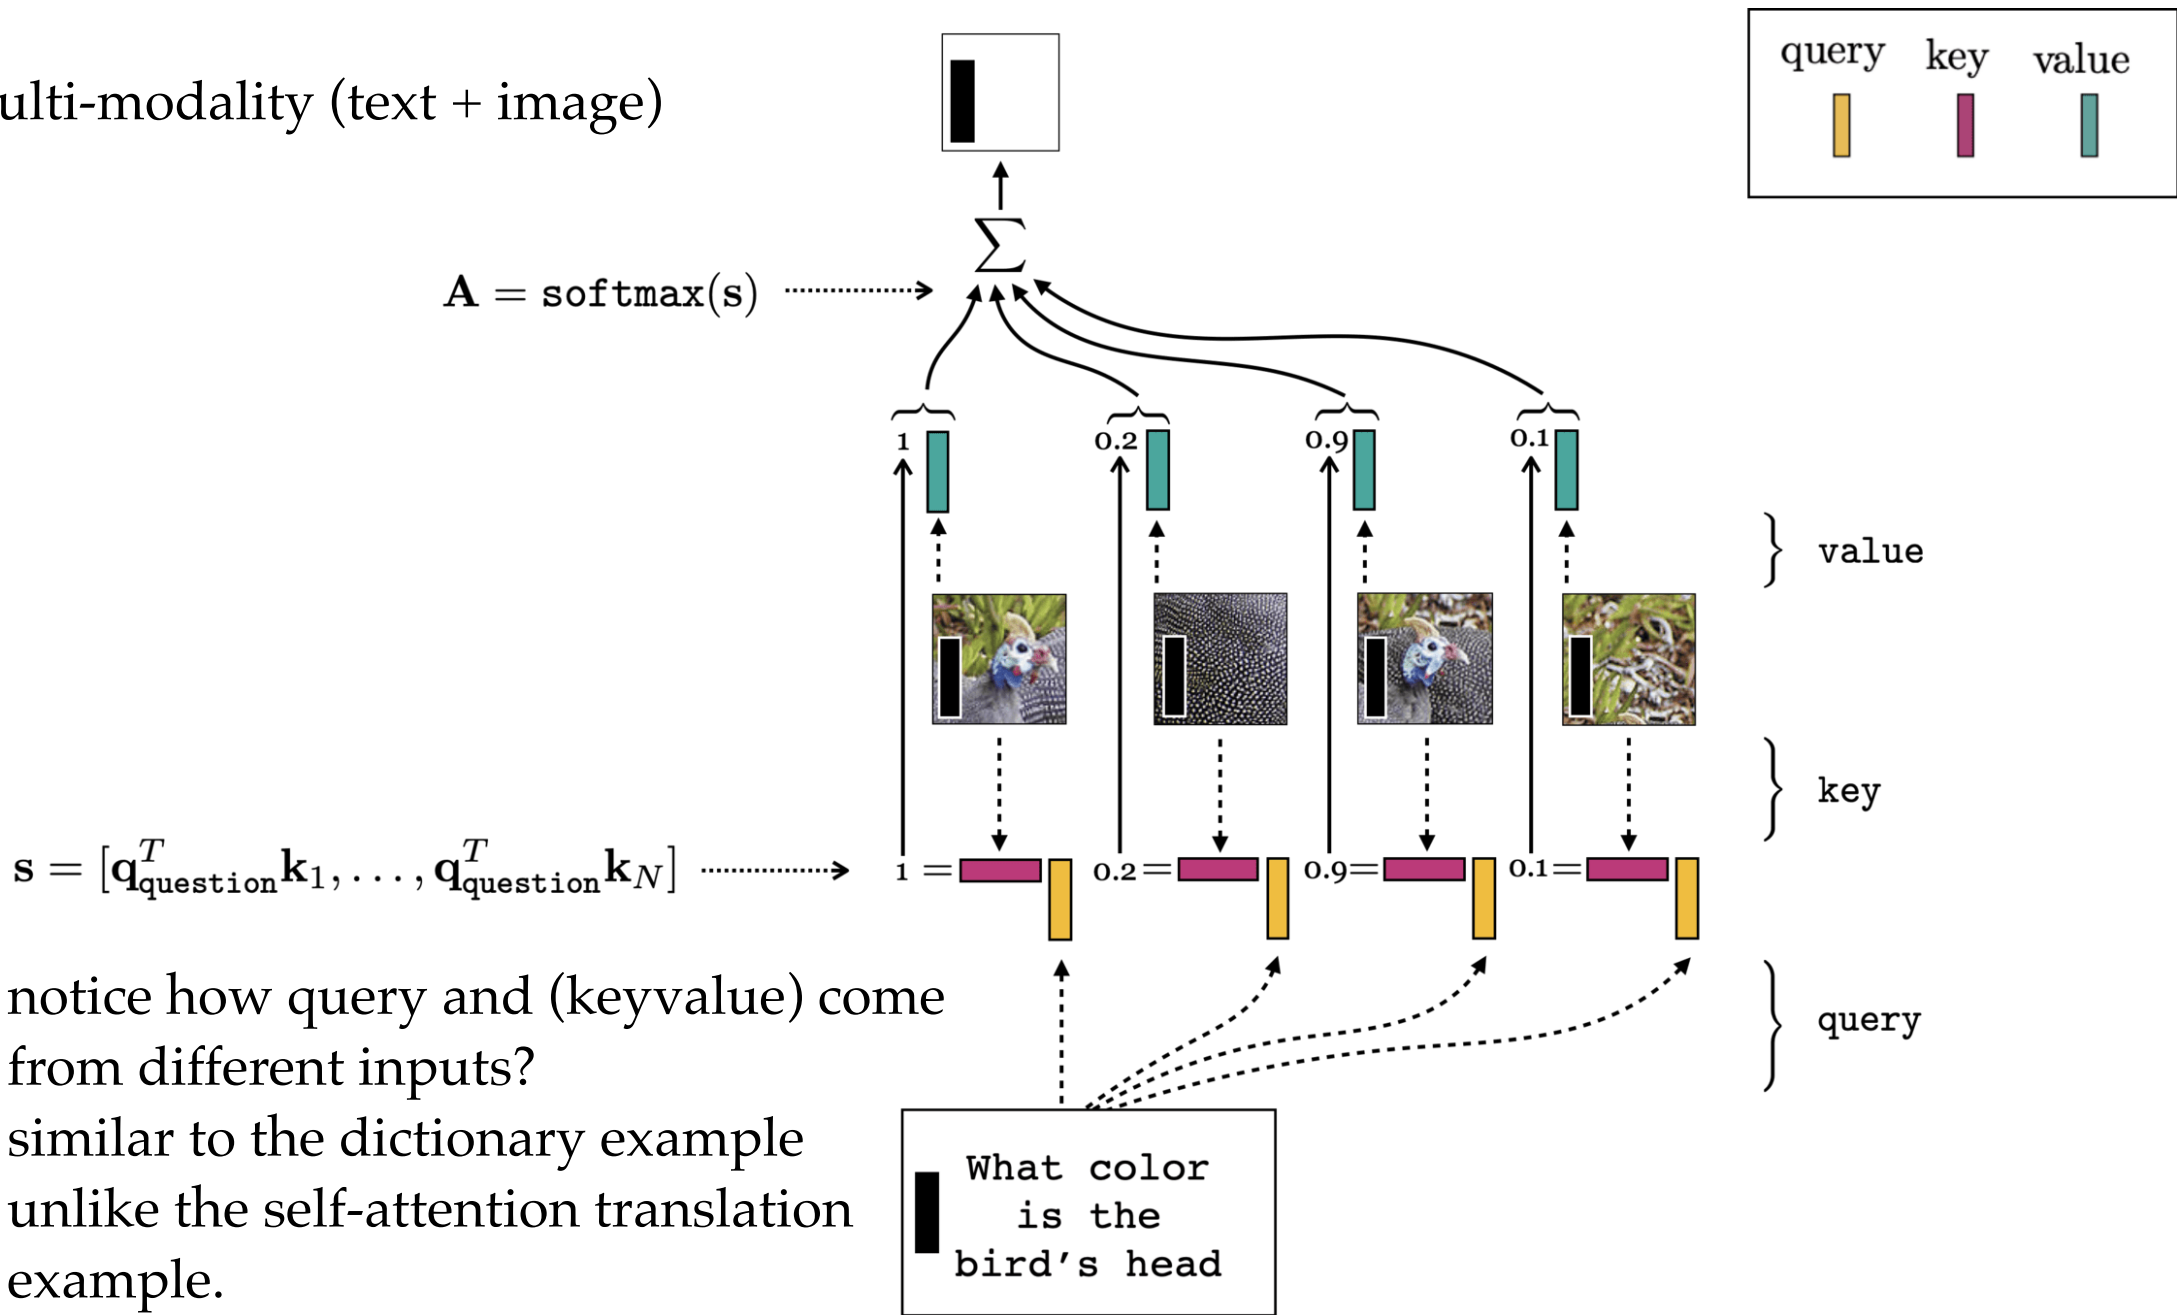 ulti-modality (text + image)
query key value
A = softmax(s)
∑
1 0.2 0.9 0.1
value
key
s = [q^T_question k_1, . . . , q^T_question k_N]
1 = 0.2= 0.9= 0.1=
notice how query and (keyvalue) come
from different inputs?
similar to the dictionary example
unlike the self-attention translation
example.
query
What color
is the
bird's head